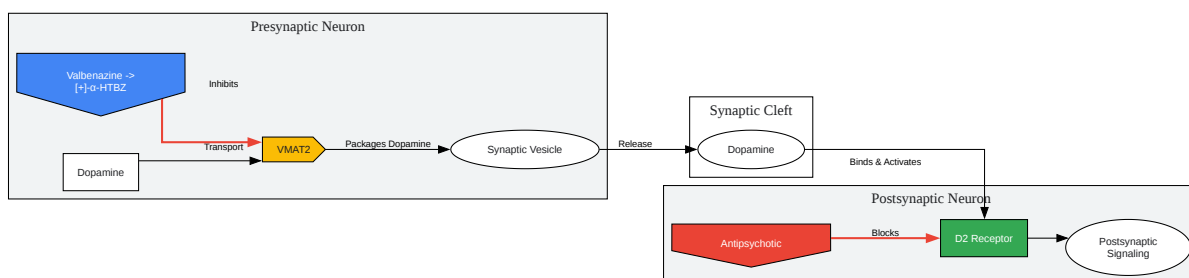 Presynaptic Neuron
Valbenazine ->
[+]-α-HTBZ
Inhibits
Transport
VMAT2
Packages Dopamine
Synaptic Vesicle
Dopamine
Release
Synaptic Cleft
Dopamine
Binds & Activates
Postsynaptic Neuron
Antipsychotic
Blocks
D2 Receptor
Postsynaptic
Signaling